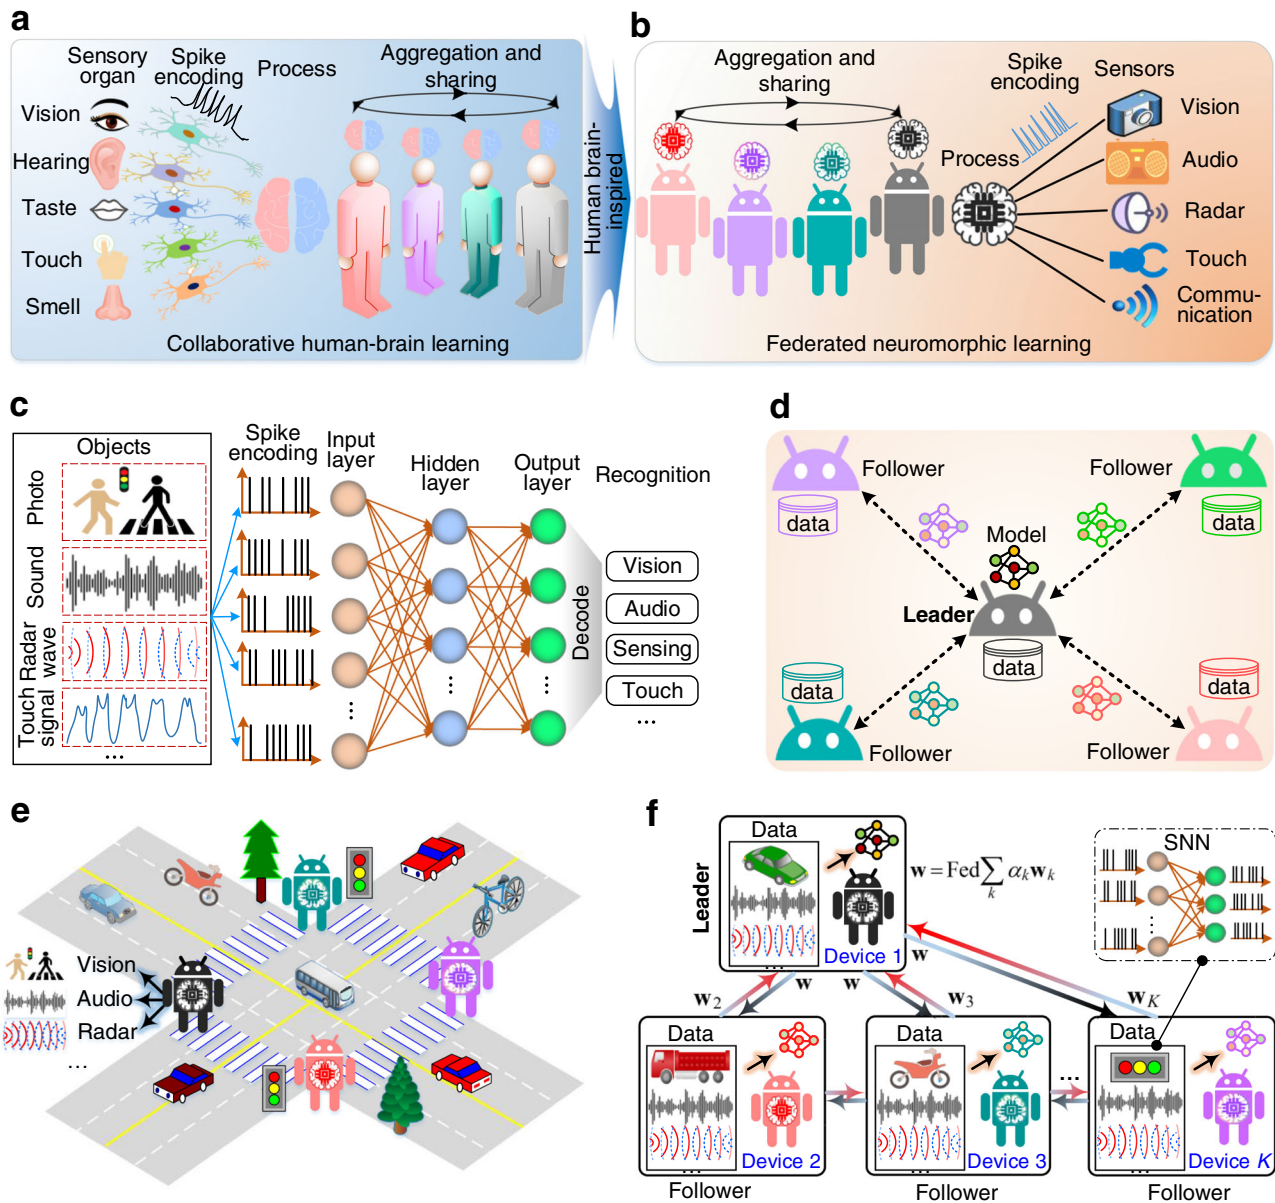 a
Sensory
organ
Spike
encoding
Process
Aggregation and
sharing
Vision
Hearing
Taste
Touch
Smell
Collaborative human-brain learning
Human brain-
inspired
b
Aggregation and
sharing
Spike
encoding
Sensors
Process
Vision
Audio
Radar
Touch
Commu-
nication
Federated neuromorphic learning
c
Objects
Photo
Sound
Radar
wave
Touch
signal
...
Spike
encoding
Input
layer
Hidden
layer
Output
layer
Recognition
Decode
Vision
Audio
Sensing
Touch
...
d
Follower
data
Follower
data
Model
Leader
data
data
Follower
data
Follower
e
Vision
Audio
Radar
...
f
Leader
Data
...
Device 1
w = Fed∑ₖ αₖwₖ
SNN
w₂
w
w
w₃
w
w_K
Data
...
Device 2
Follower
Data
...
Device 3
Follower
...
Data
...
Device K
Follower